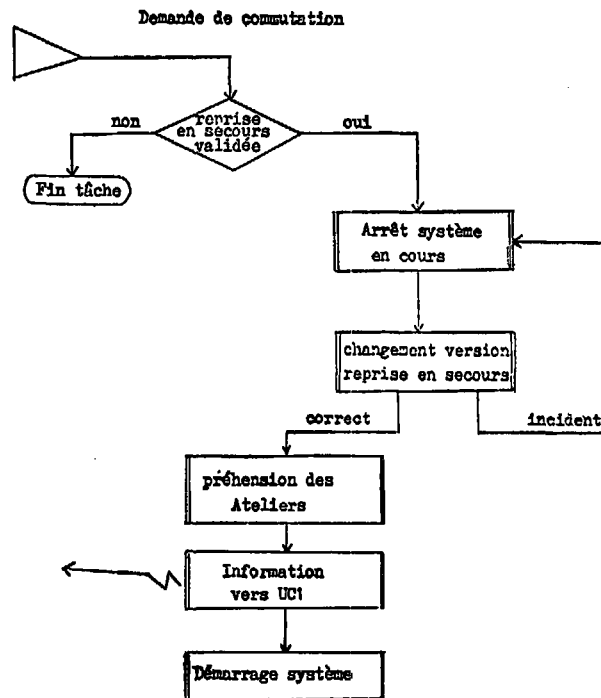 Demande de commutation
non
reprise
en secours
validée
oui
Fin tâche
Arrêt système
en cours
changement version
reprise en secours
correct
incident
préhension des
Ateliers
Information
vers UC1
Démarrage système